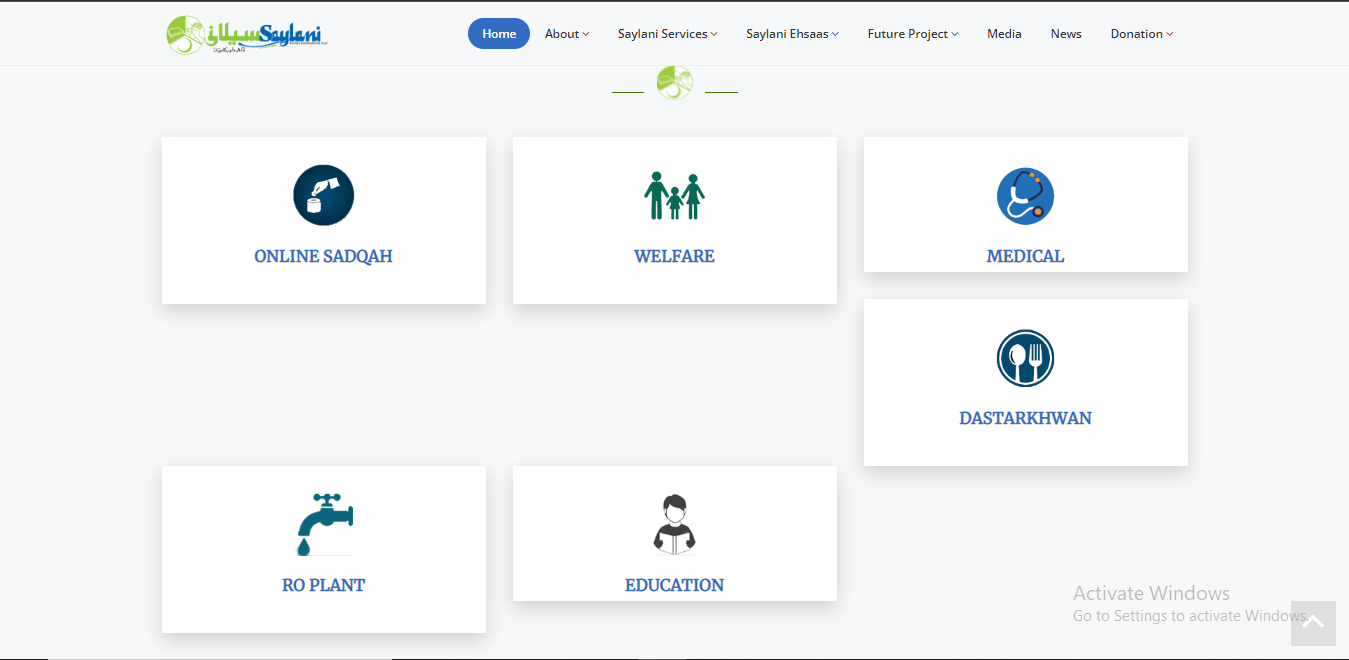 سیلانی Saylani
Home About Saylani Services Saylani Ehsaas Future Project Media News Donation
ONLINE SADQAH WELFARE MEDICAL
DASTARKHWAN
RO PLANT EDUCATION
Activate Windows
Go to Settings to activate Windows.